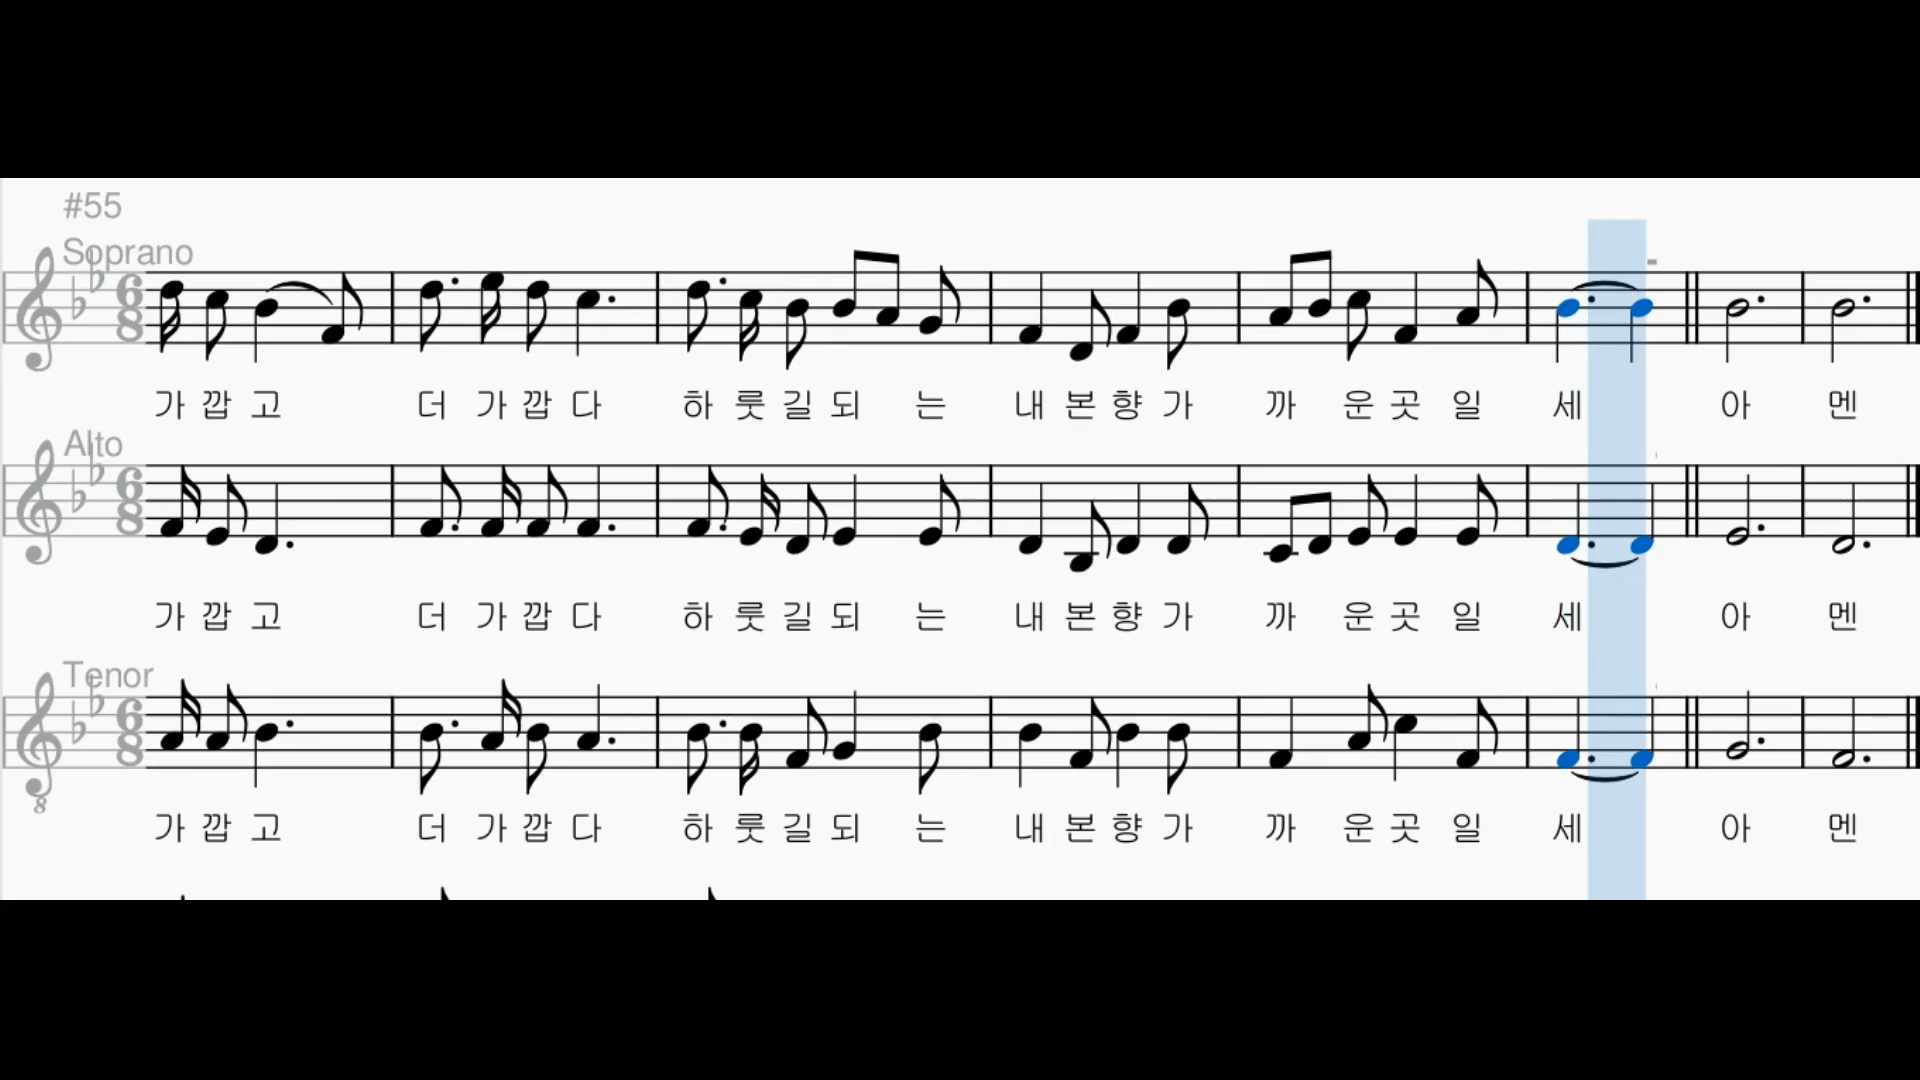 #55
Soprano
가 깝 고 더 가 깝 다 하 룻 길 되 는 내 본 향 가 까 운 곳 일 세 아 멘
Alto
가 깝 고 더 가 깝 다 하 룻 길 되 는 내 본 향 가 까 운 곳 일 세 아 멘
Tenor
가 깝 고 더 가 깝 다 하 룻 길 되 는 내 본 향 가 까 운 곳 일 세 아 멘